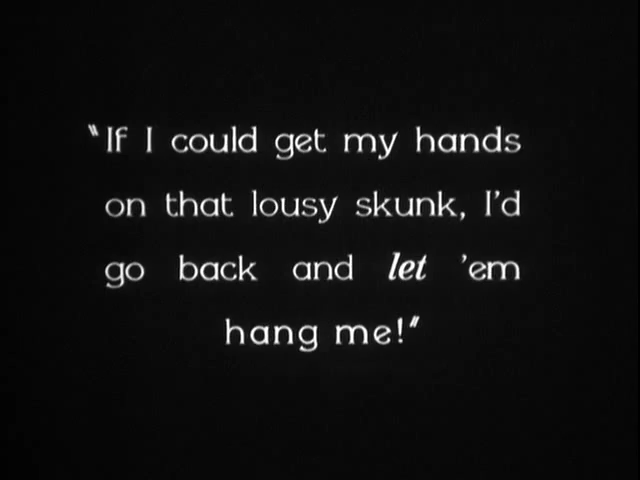 "If I could get my hands
on that lousy skunk, I'd
go back and let 'em
hang me!"